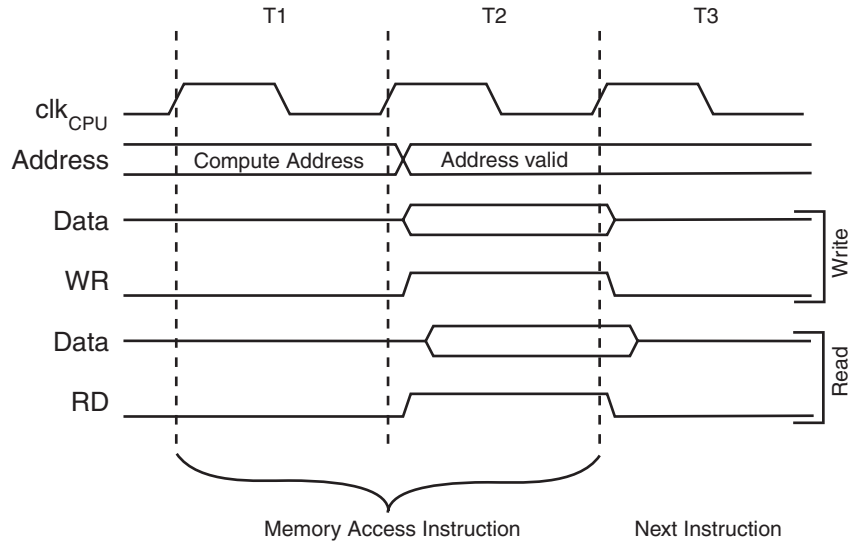 T1 T2 T3
clkCPU
Address Compute Address Address valid
Data
WR
Write
Data
RD
Read
Memory Access Instruction Next Instruction